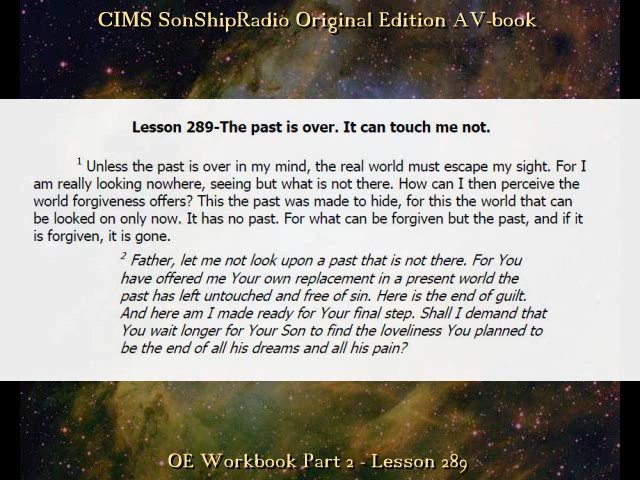 CIMS SonShipRadio Original Edition AV-book
Lesson 289-The past is over. It can touch me not.
1 Unless the past is over in my mind, the real world must escape my sight. For I
am really looking nowhere, seeing but what is not there. How can I then perceive the
world forgiveness offers? This the past was made to hide, for this the world that can
be looked on only now. It has no past. For what can be forgiven but the past, and if it
is forgiven, it is gone.
2 Father, let me not look upon a past that is not there. For You
have offered me Your own replacement in a present world the
past has left untouched and free of sin. Here is the end of guilt.
And here am I made ready for Your final step. Shall I demand that
You wait longer for Your Son to find the loveliness You planned to
be the end of all his dreams and all his pain?
OE Workbook Part 2 - Lesson 289